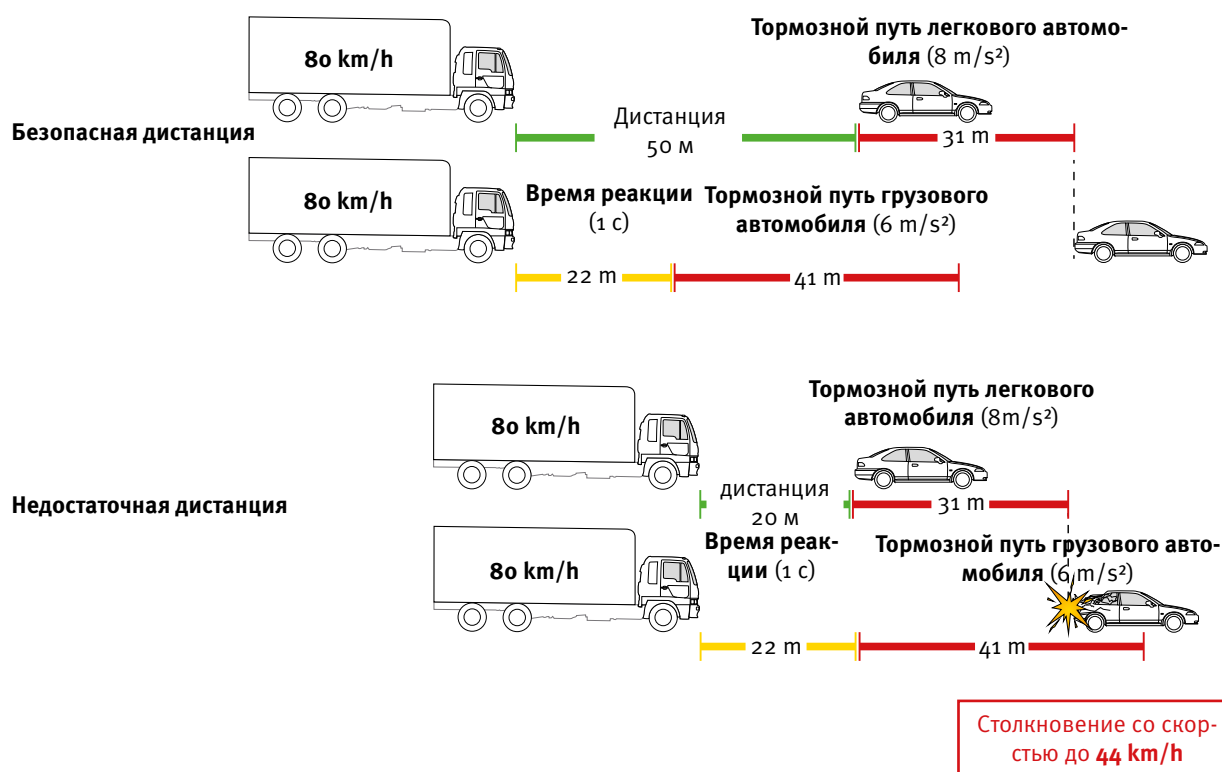 80 km/h
Тормозной путь легкового автомо-
биля (8 m/s²)
Безопасная дистанция
Дистанция
50 м
31 m
80 km/h
Время реакции
(1 с)
Тормозной путь грузового
автомобиля (6 m/s²)
22 m
41 m
80 km/h
Тормозной путь легкового
автомобиля (8m/s²)
Недостаточная дистанция
дистанция
20 м
31 m
80 km/h
Время реак-
ции (1 с)
Тормозной путь грузового авто-
мобиля (6 m/s²)
22 m
41 m
Столкновение со скор-
стью до 44 km/h